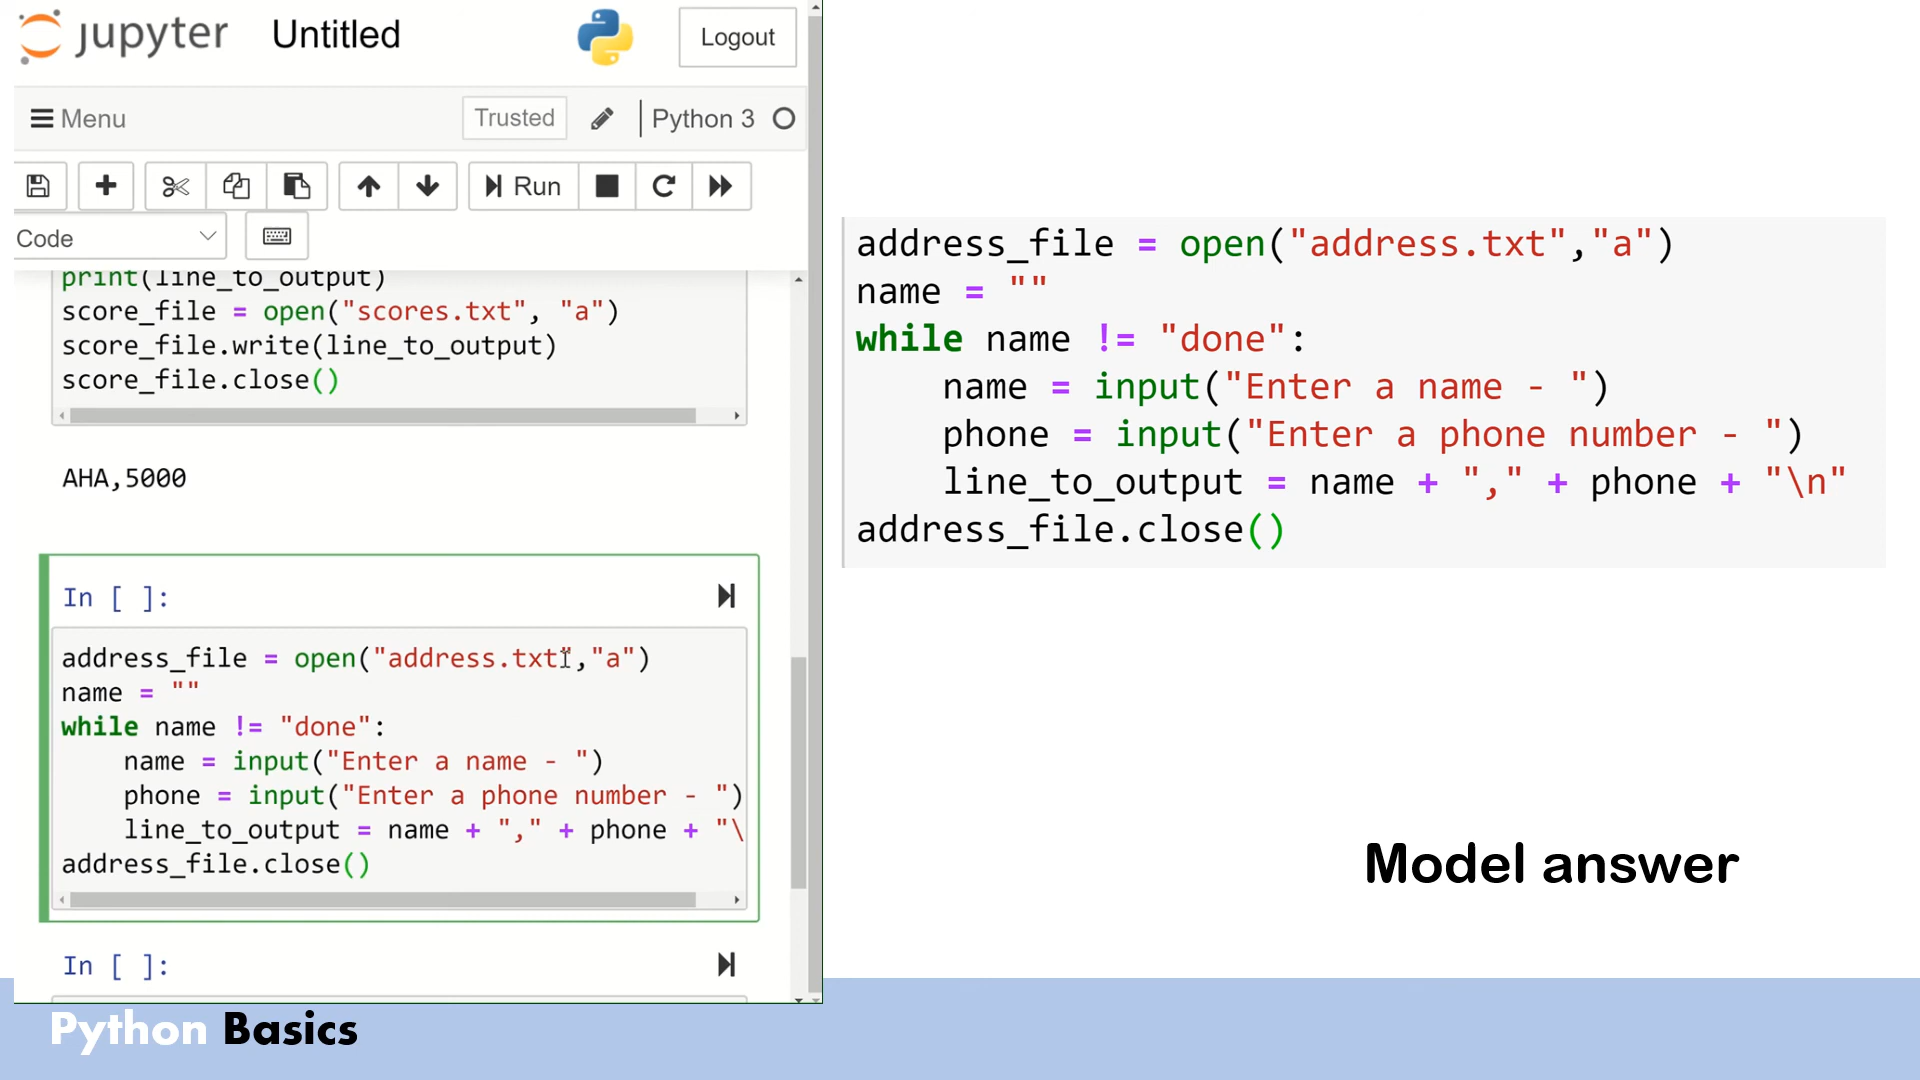 jupyter Untitled
Logout
Menu
Trusted
Python 3
Run
Code
print(line_to_output)
score_file = open("scores.txt", "a")
score_file.write(line_to_output)
score_file.close()
AHA,5000
In [ ]:
address_file = open("address.txt","a")
name = ""
while name != "done":
    name = input("Enter a name - ")
    phone = input("Enter a phone number - ")
    line_to_output = name + "," + phone + "\
address_file.close()
In [ ]:
address_file = open("address.txt","a")
name = ""
while name != "done":
    name = input("Enter a name - ")
    phone = input("Enter a phone number - ")
    line_to_output = name + "," + phone + "\n"
address_file.close()
Model answer
Python Basics